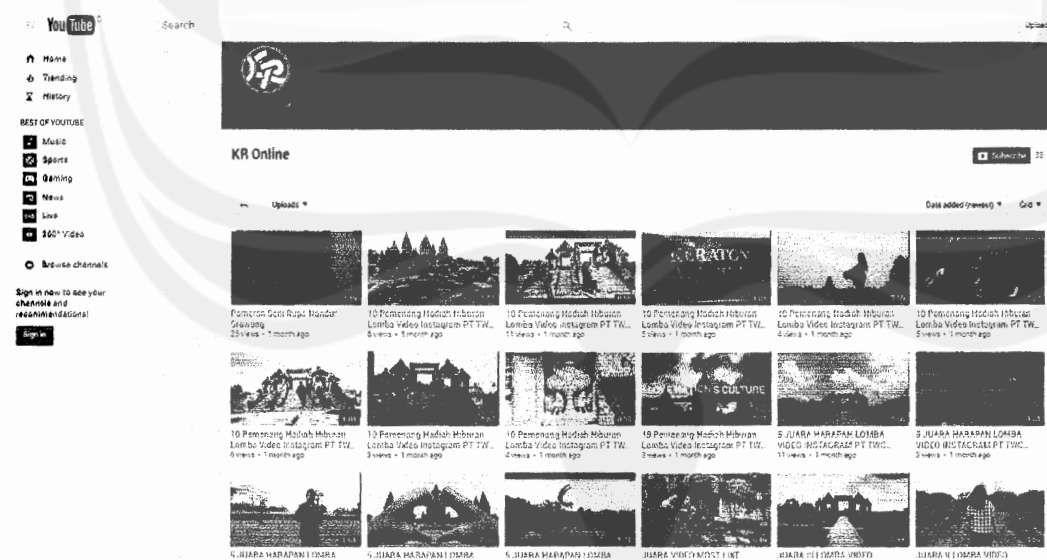 YouTube
Search
Upload
Home
Trending
History
BEST OF YOUTUBE
Music
Sports
Gaming
News
Live
360° Video
Browse channels
Sign in now to see your
channels and
recommendations!
Sign in
KR Online
Subscribe 32
Uploads
Date added (newest)
Grid
Pameran Seni Rupa Nandur
Srawung
25 views • 1 month ago
10 Pemenang Hadiah Hiburan
Lomba Video Instagram PT TW...
6 views • 1 month ago
10 Pemenang Hadiah Hiburan
Lomba Video Instagram PT TW...
11 views • 1 month ago
KERATON
10 Pemenang Hadiah Hiburan
Lomba Video Instagram PT TW...
views • 1 month ago
10 Pemenang Hadiah Hiburan
Lomba Video Instagram PT TW...
4 views • 1 month ago
10 Pemenang Hadiah Hiburan
Lomba Video Instagram PT TW...
5 views • 1 month ago
10 Pemenang Hadiah Hiburan
Lomba Video Instagram PT TW...
6 views • 1 month ago
10 Pemenang Hadiah Hiburan
Lomba Video Instagram PT TW...
3 views • 1 month ago
10 Pemenang Hadiah Hiburan
Lomba Video Instagram PT TW...
4 views • 1 month ago
CULTURE
10 Pemenang Hadiah Hiburan
Lomba Video Instagram PT TW...
3 views • 1 month ago
5 JUARA HARAPAN LOMBA
VIDEO INSTAGRAM PT TWC...
11 views • 1 month ago
5 JUARA HARAPAN LOMBA
VIDEO INSTAGRAM PT TWC...
2 views • 1 month ago
5 JUARA HARAPAN LOMBA
5 JUARA HARAPAN LOMBA
5 JUARA HARAPAN LOMBA
JUARA VIDEO MOST LIKE
JUARA III LOMBA VIDEO
JUARA II LOMBA VIDEO